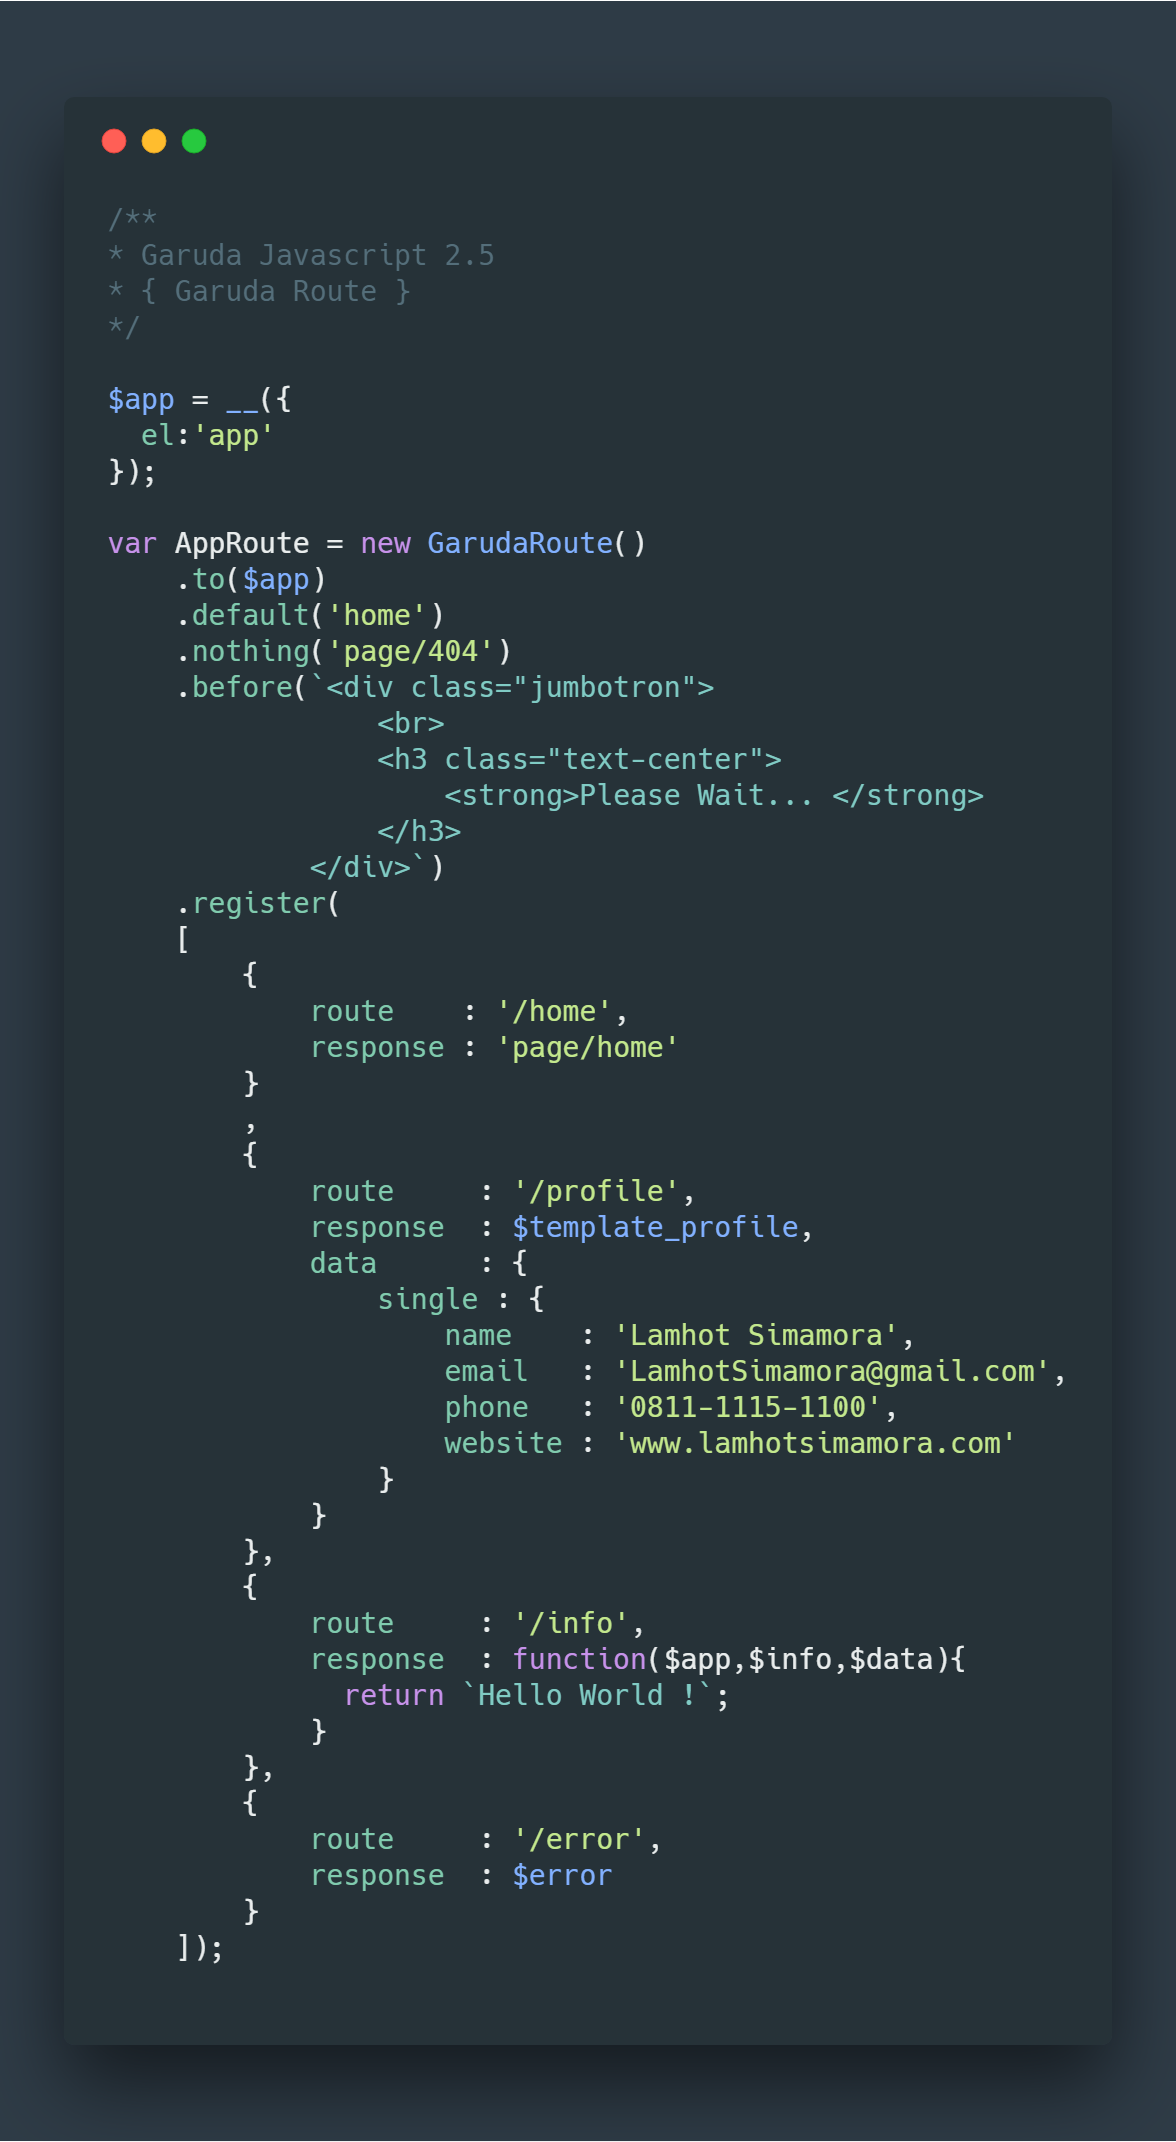 /**
* Garuda Javascript 2.5
* { Garuda Route }
*/

$app = __({
  el:'app'
});

var AppRoute = new GarudaRoute()
    .to($app)
    .default('home')
    .nothing('page/404')
    .before(`<div class="jumbotron">
                <br>
                <h3 class="text-center">
                    <strong>Please Wait... </strong>
                </h3>
            </div>`)
    .register(
    [
        {
            route    : '/home',
            response : 'page/home'
        }
        ,
        {
            route     : '/profile',
            response  : $template_profile,
            data      : {
                single : {
                    name    : 'Lamhot Simamora',
                    email   : 'LamhotSimamora@gmail.com',
                    phone   : '0811-1115-1100',
                    website : 'www.lamhotsimamora.com'
                }
            }
        },
        {
            route     : '/info',
            response  : function($app,$info,$data){
              return `Hello World !`;
            }
        },
        {
            route     : '/error',
            response  : $error
        }
    ]);